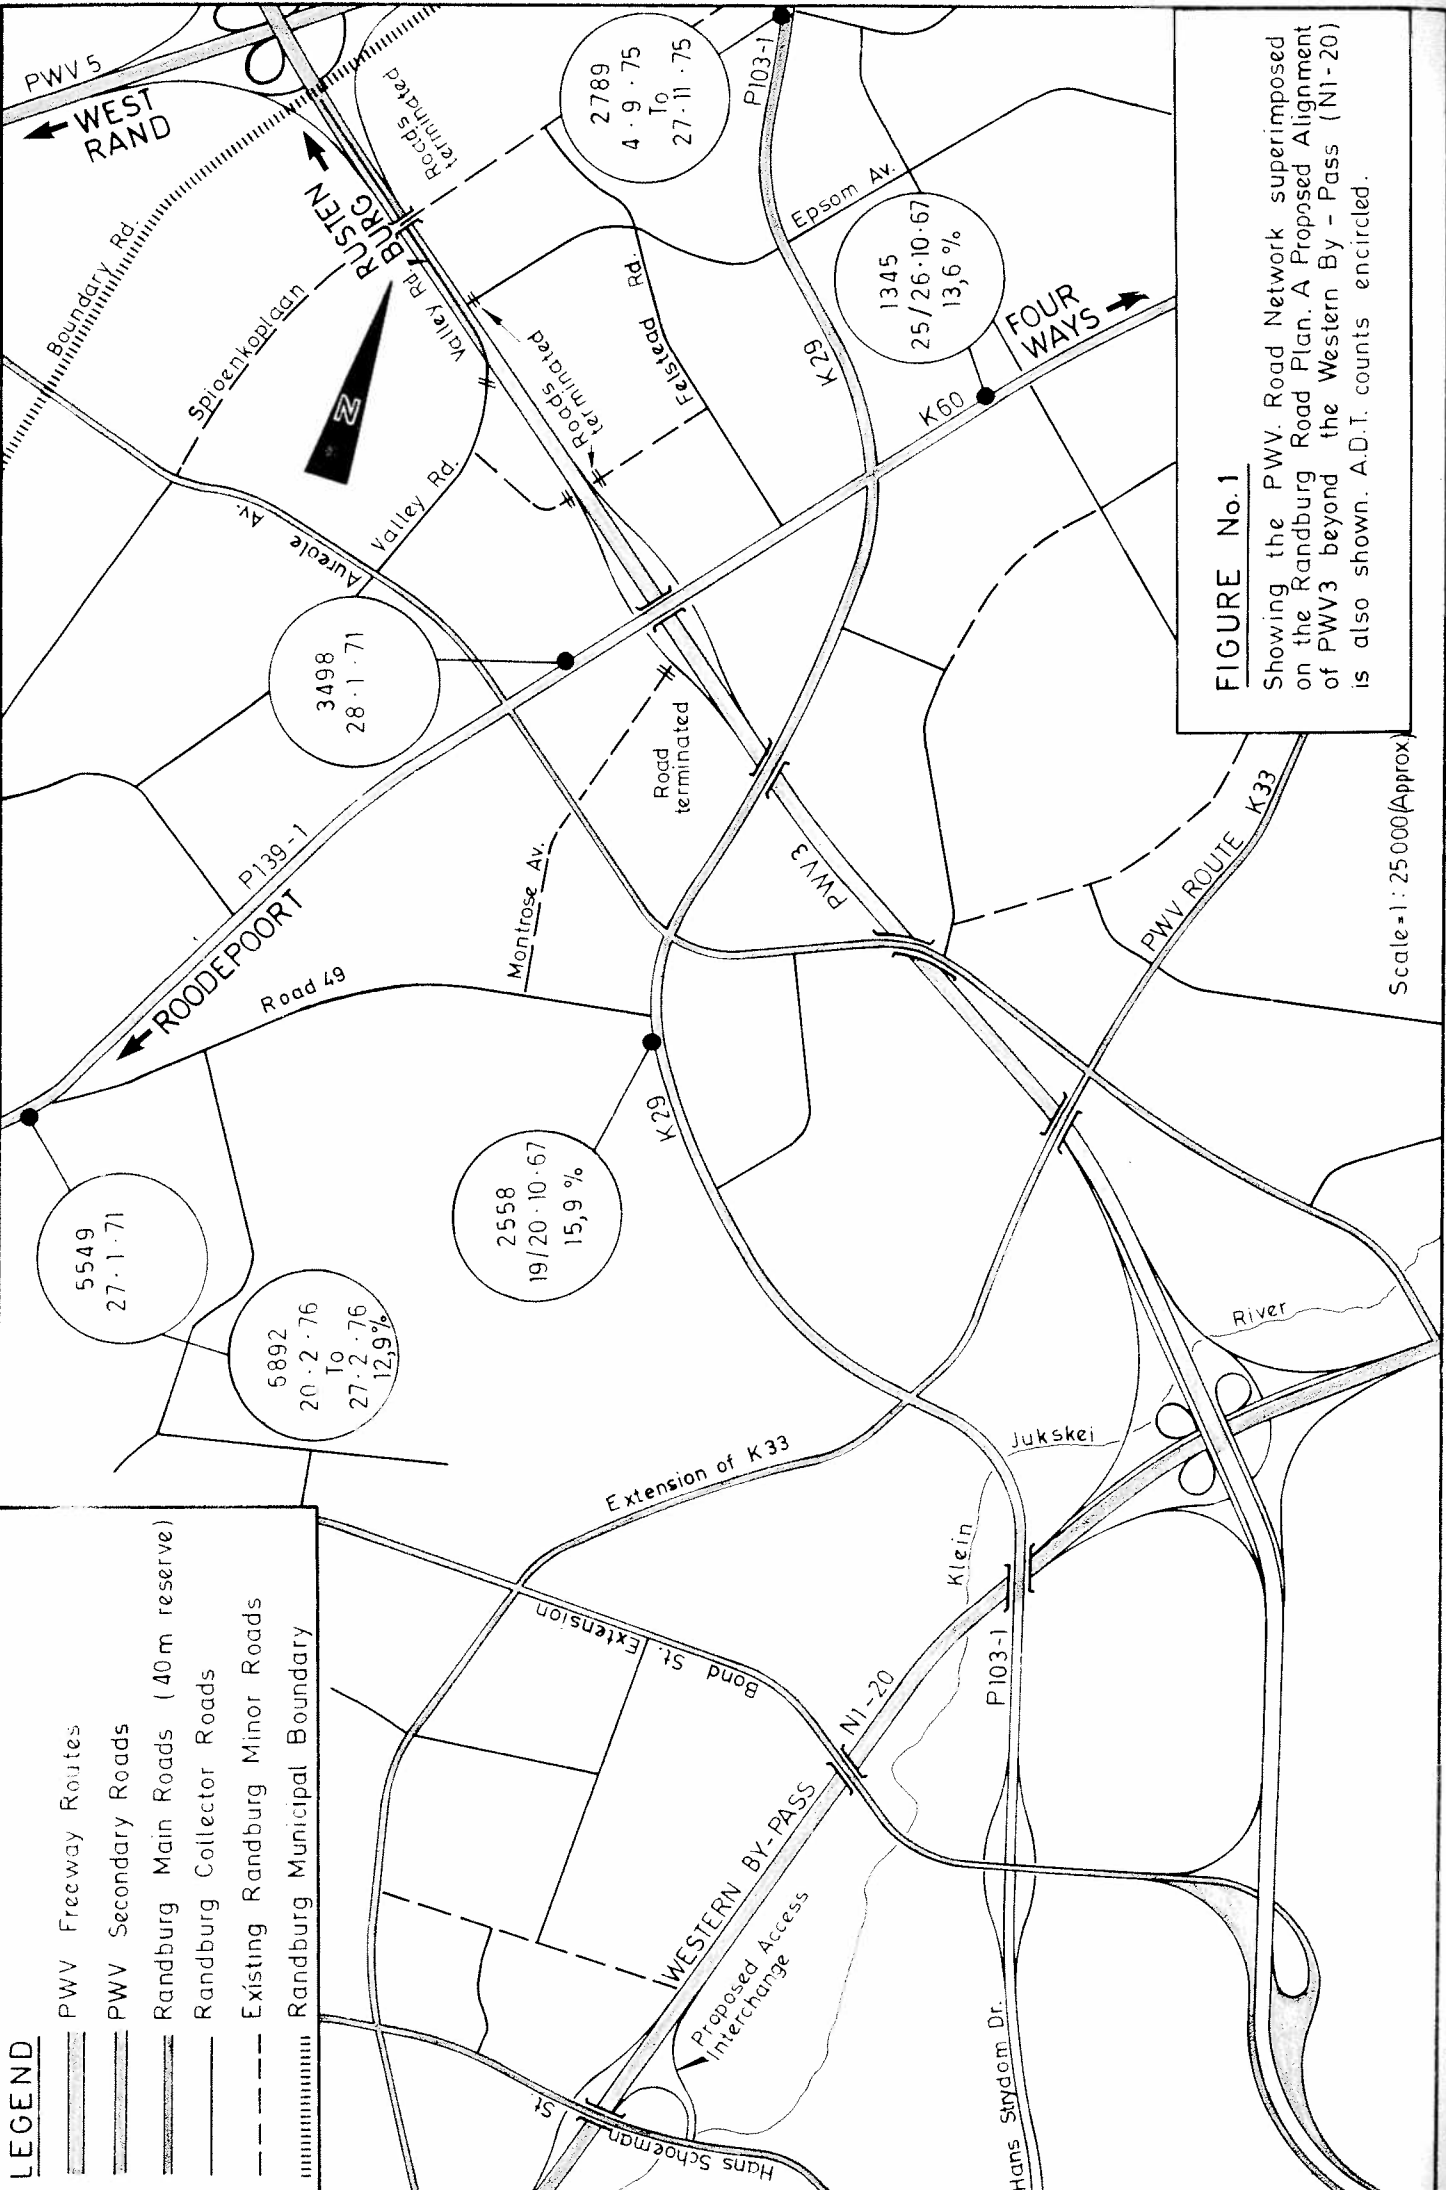 LEGEND
PWV Freeway Routes
PWV Secondary Roads
Randburg Main Roads (40m reserve)
Randburg Collector Roads
Existing Randburg Minor Roads
Randburg Municipal Boundary
5549
27·1·71
5892
20·2·76
To
27·2·76
12,9%
2558
19/20·10·67
15,9 %
3498
28·1·71
2789
4·9·75
To
27·11·75
1345
25/26·10·67
13,6 %
PWV 5
WEST
RAND
Boundary Rd.
RUSTEN
BURG
Roads
terminated
Spioenkoplaan
Valley Rd.
N
Roads
terminated
Felstead Rd.
Epsom Av.
P103-1
K29
K60
FOUR
WAYS
Aureole Av.
Valley Rd.
P139-1
ROODEPOORT
Road 49
Montrose Av.
Road
terminated
PWV3
K29
PWV ROUTE K33
Extension of K33
Klein
Jukskei
River
Bond St. Extension
N1-20
P103-1
WESTERN BY-PASS
Proposed Access
Interchange
Hans Schoeman St.
Hans Strydom Dr.
FIGURE No.1
Showing the PWV. Road Network superimposed
on the Randburg Road Plan. A Proposed Alignment
of PWV3 beyond the Western By-Pass (N1-20)
is also shown. A.D.T. counts encircled.
Scale=1:25000(Approx)